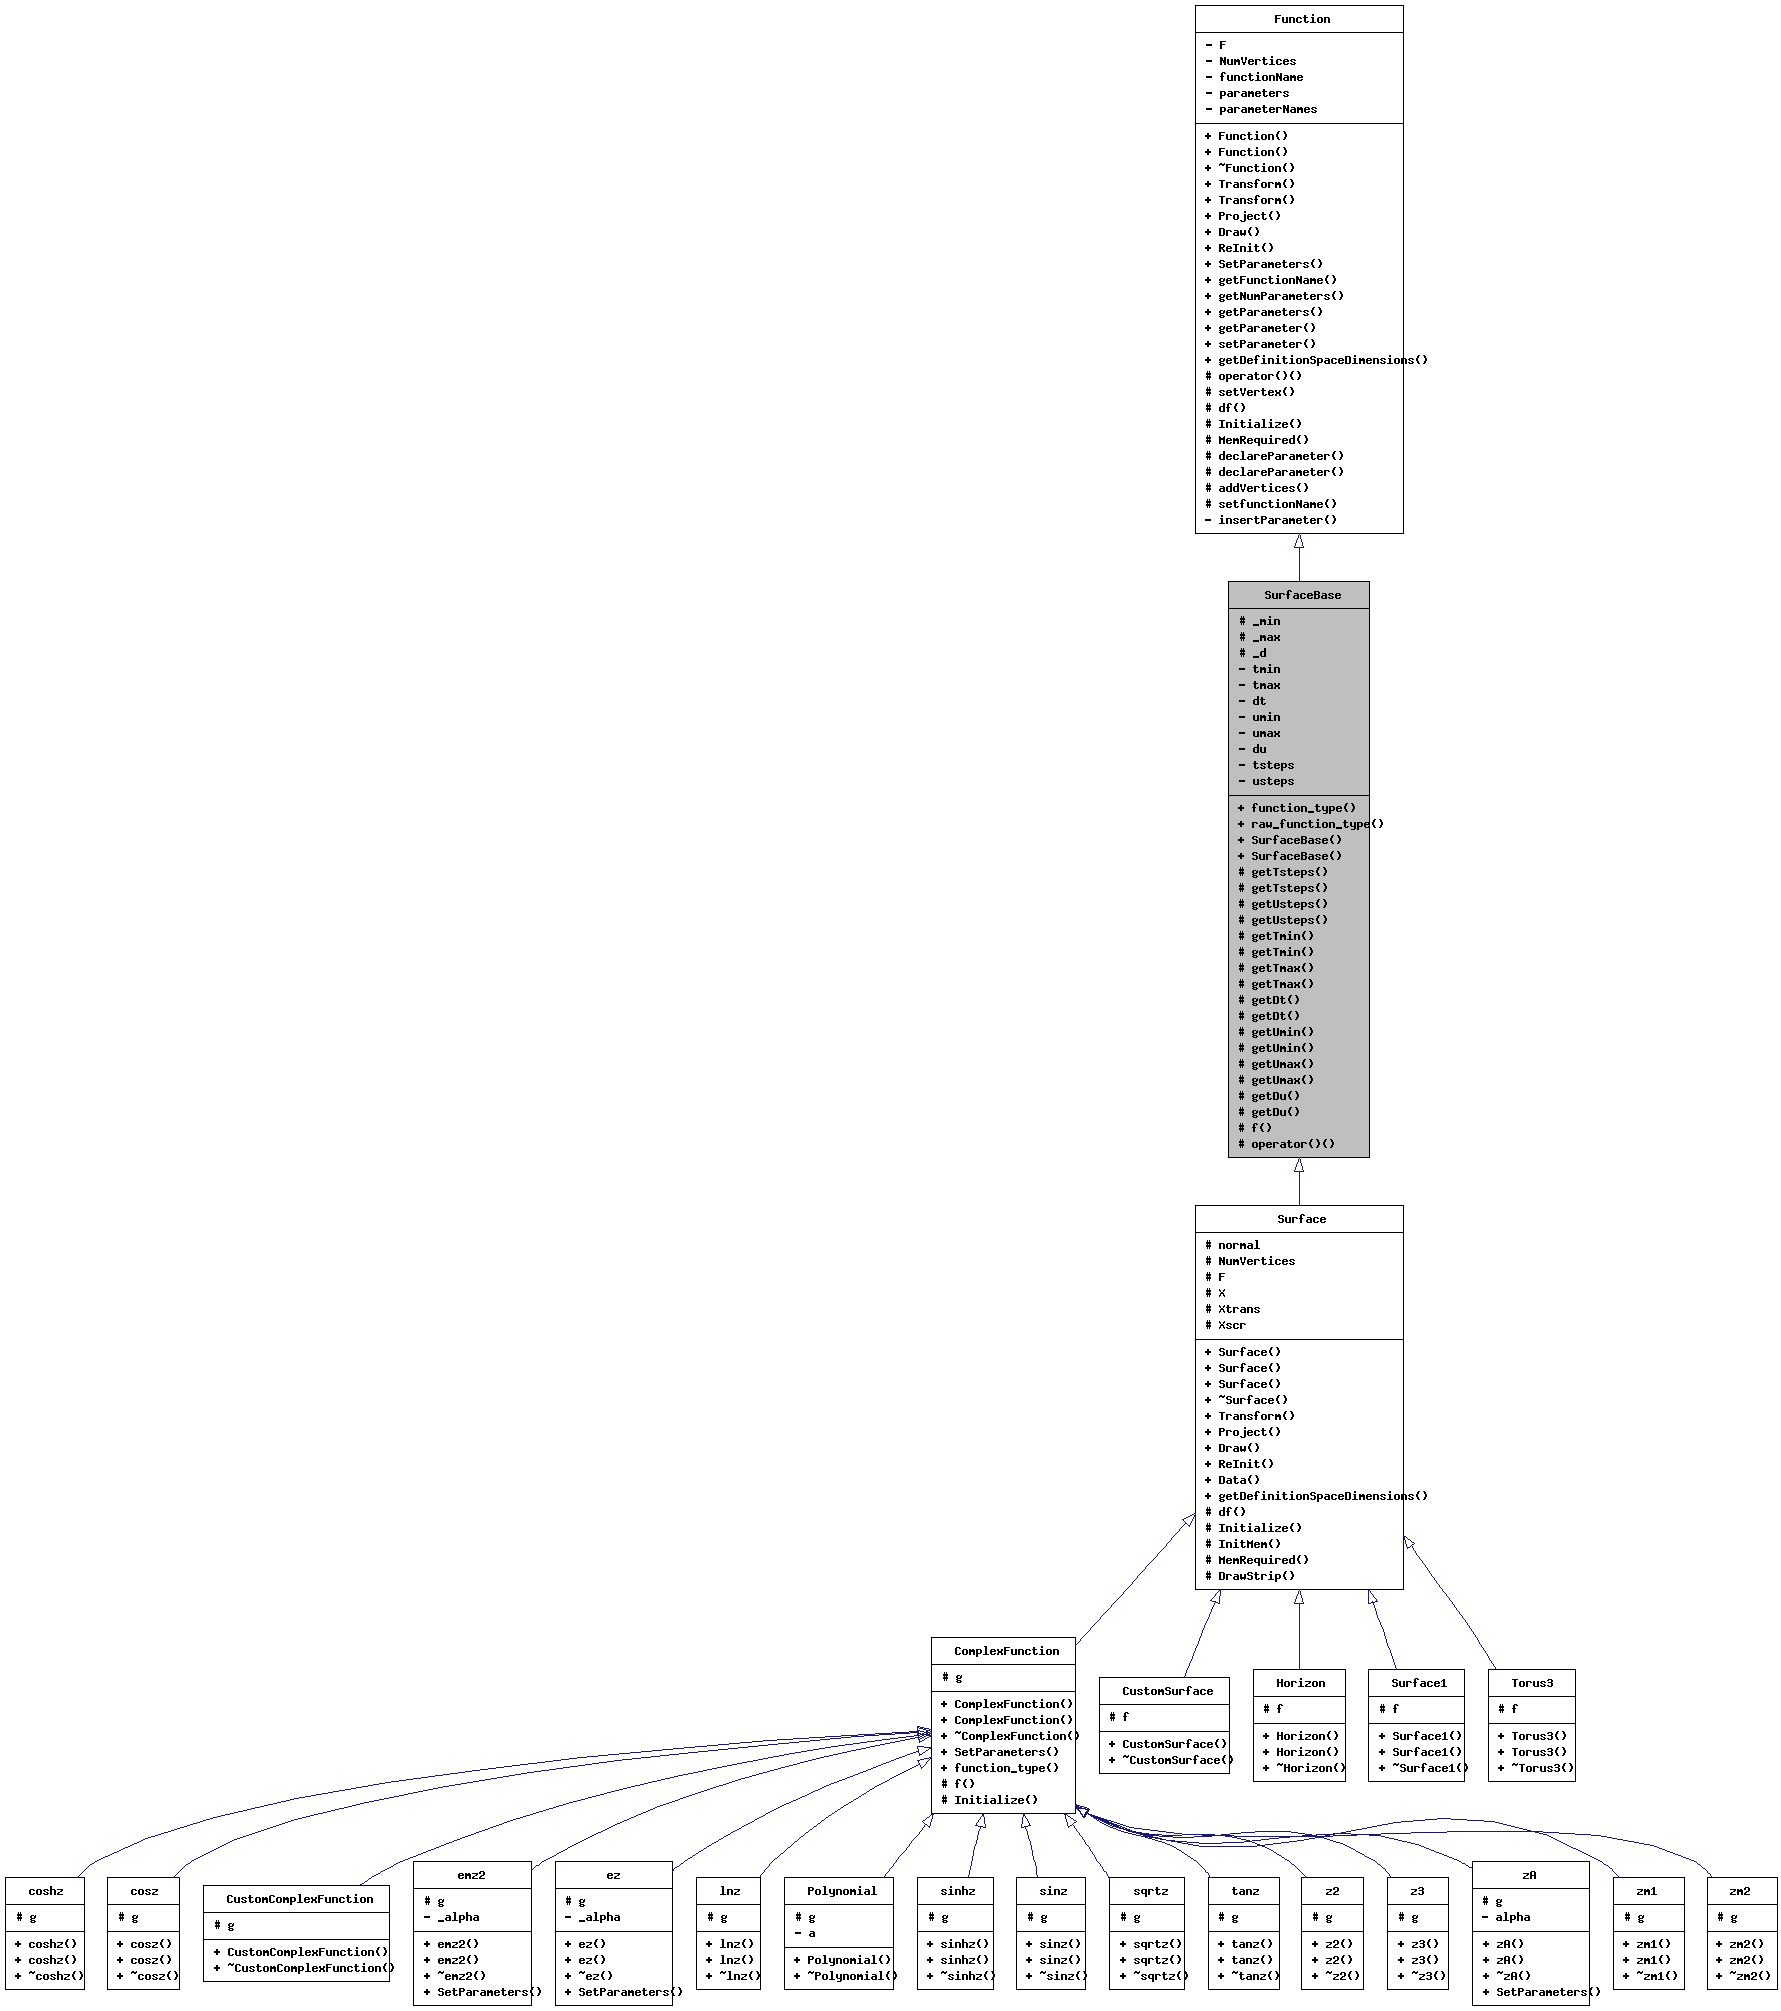 Function
- F
- NumVertices
- functionName
- parameters
- parameterNames
+ Function()
+ Function()
+ ~Function()
+ Transform()
+ Transform()
+ Project()
+ Draw()
+ ReInit()
+ SetParameters()
+ getFunctionName()
+ getNumParameters()
+ getParameters()
+ getParameter()
+ setParameter()
+ getDefinitionSpaceDimensions()
# operator()()
# setVertex()
# df()
# Initialize()
# MemRequired()
# declareParameter()
# declareParameter()
# addVertices()
# setfunctionName()
- insertParameter()
SurfaceBase
# _min
# _max
# _d
- tmin
- tmax
- dt
- umin
- umax
- du
- tsteps
- usteps
+ function_type()
+ raw_function_type()
+ SurfaceBase()
+ SurfaceBase()
# getTsteps()
# getTsteps()
# getUsteps()
# getUsteps()
# getTmin()
# getTmin()
# getTmax()
# getTmax()
# getDt()
# getDt()
# getUmin()
# getUmin()
# getUmax()
# getUmax()
# getDu()
# getDu()
# f()
# operator()()
Surface
# normal
# NumVertices
# F
# X
# Xtrans
# Xscr
+ Surface()
+ Surface()
+ Surface()
+ ~Surface()
+ Transform()
+ Project()
+ Draw()
+ ReInit()
+ Data()
+ getDefinitionSpaceDimensions()
# df()
# Initialize()
# InitMem()
# MemRequired()
# DrawStrip()
ComplexFunction
# g
+ ComplexFunction()
+ ComplexFunction()
+ ~ComplexFunction()
+ SetParameters()
+ function_type()
# f()
# Initialize()
CustomSurface
# f
+ CustomSurface()
+ ~CustomSurface()
Horizon
# f
+ Horizon()
+ Horizon()
+ ~Horizon()
Surface1
# f
+ Surface1()
+ Surface1()
+ ~Surface1()
Torus3
# f
+ Torus3()
+ Torus3()
+ ~Torus3()
coshz
# g
+ coshz()
+ coshz()
+ ~coshz()
cosz
# g
+ cosz()
+ cosz()
+ ~cosz()
CustomComplexFunction
# g
+ CustomComplexFunction()
+ ~CustomComplexFunction()
emz2
# g
- _alpha
+ emz2()
+ emz2()
+ ~emz2()
+ SetParameters()
ez
# g
- _alpha
+ ez()
+ ez()
+ ~ez()
+ SetParameters()
lnz
# g
+ lnz()
+ lnz()
+ ~lnz()
Polynomial
# g
- a
+ Polynomial()
+ ~Polynomial()
sinhz
# g
+ sinhz()
+ sinhz()
+ ~sinhz()
sinz
# g
+ sinz()
+ sinz()
+ ~sinz()
sqrtz
# g
+ sqrtz()
+ sqrtz()
+ ~sqrtz()
tanz
# g
+ tanz()
+ tanz()
+ ~tanz()
z2
# g
+ z2()
+ z2()
+ ~z2()
z3
# g
+ z3()
+ z3()
+ ~z3()
zA
# g
- alpha
+ zA()
+ zA()
+ ~zA()
+ SetParameters()
zm1
# g
+ zm1()
+ zm1()
+ ~zm1()
zm2
# g
+ zm2()
+ zm2()
+ ~zm2()